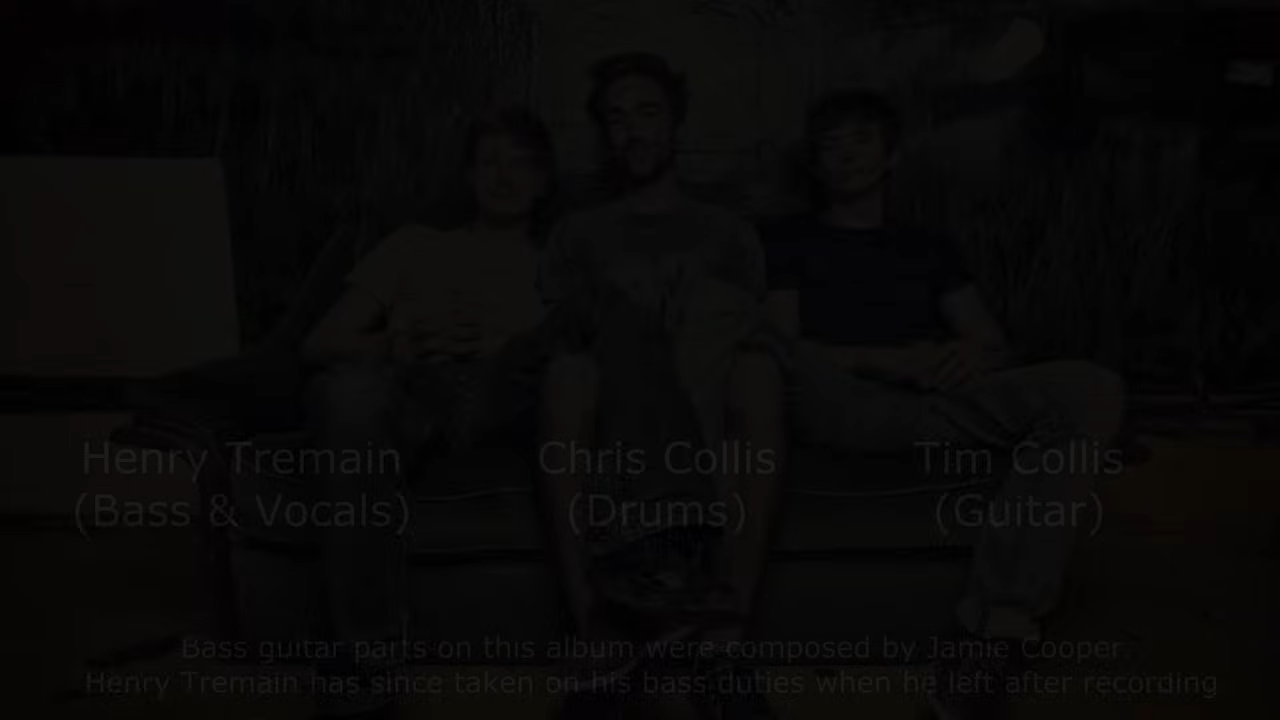 Henry Tremain
(Bass & Vocals)
Chris Collis
(Drums)
Tim Collis
(Guitar)
Bass guitar parts on this album were composed by Jamie Cooper
Henry Tremain has since taken on his bass duties when he left after recording